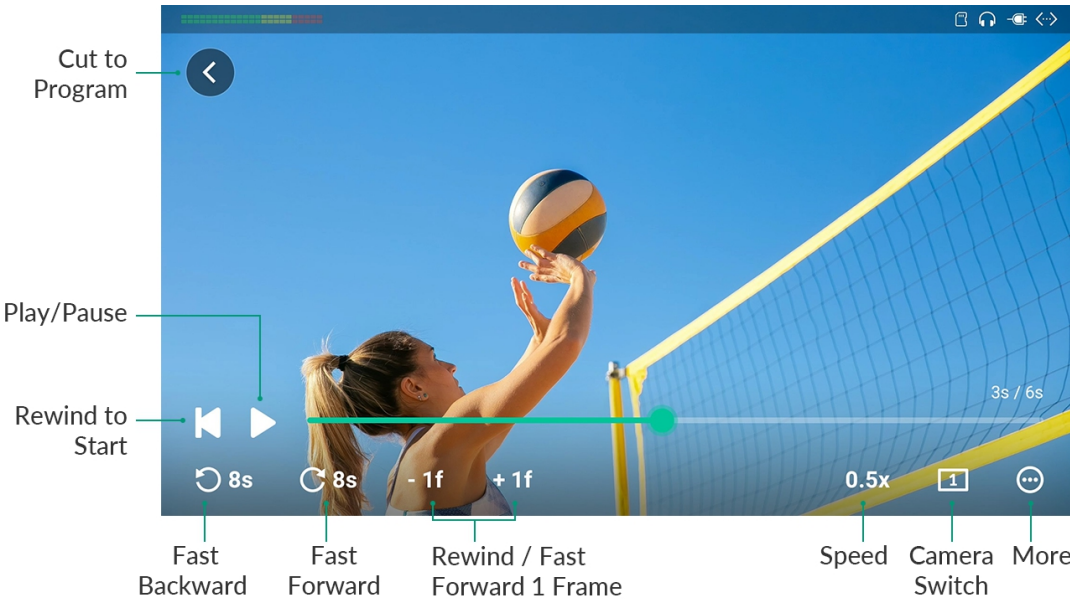 Cut to
Program
Play/Pause
3s / 6s
Rewind to
Start
8s
8s
- 1f
+ 1f
0.5x
1
Fast
Backward
Fast
Forward
Rewind / Fast
Forward 1 Frame
Speed
Camera
Switch
More